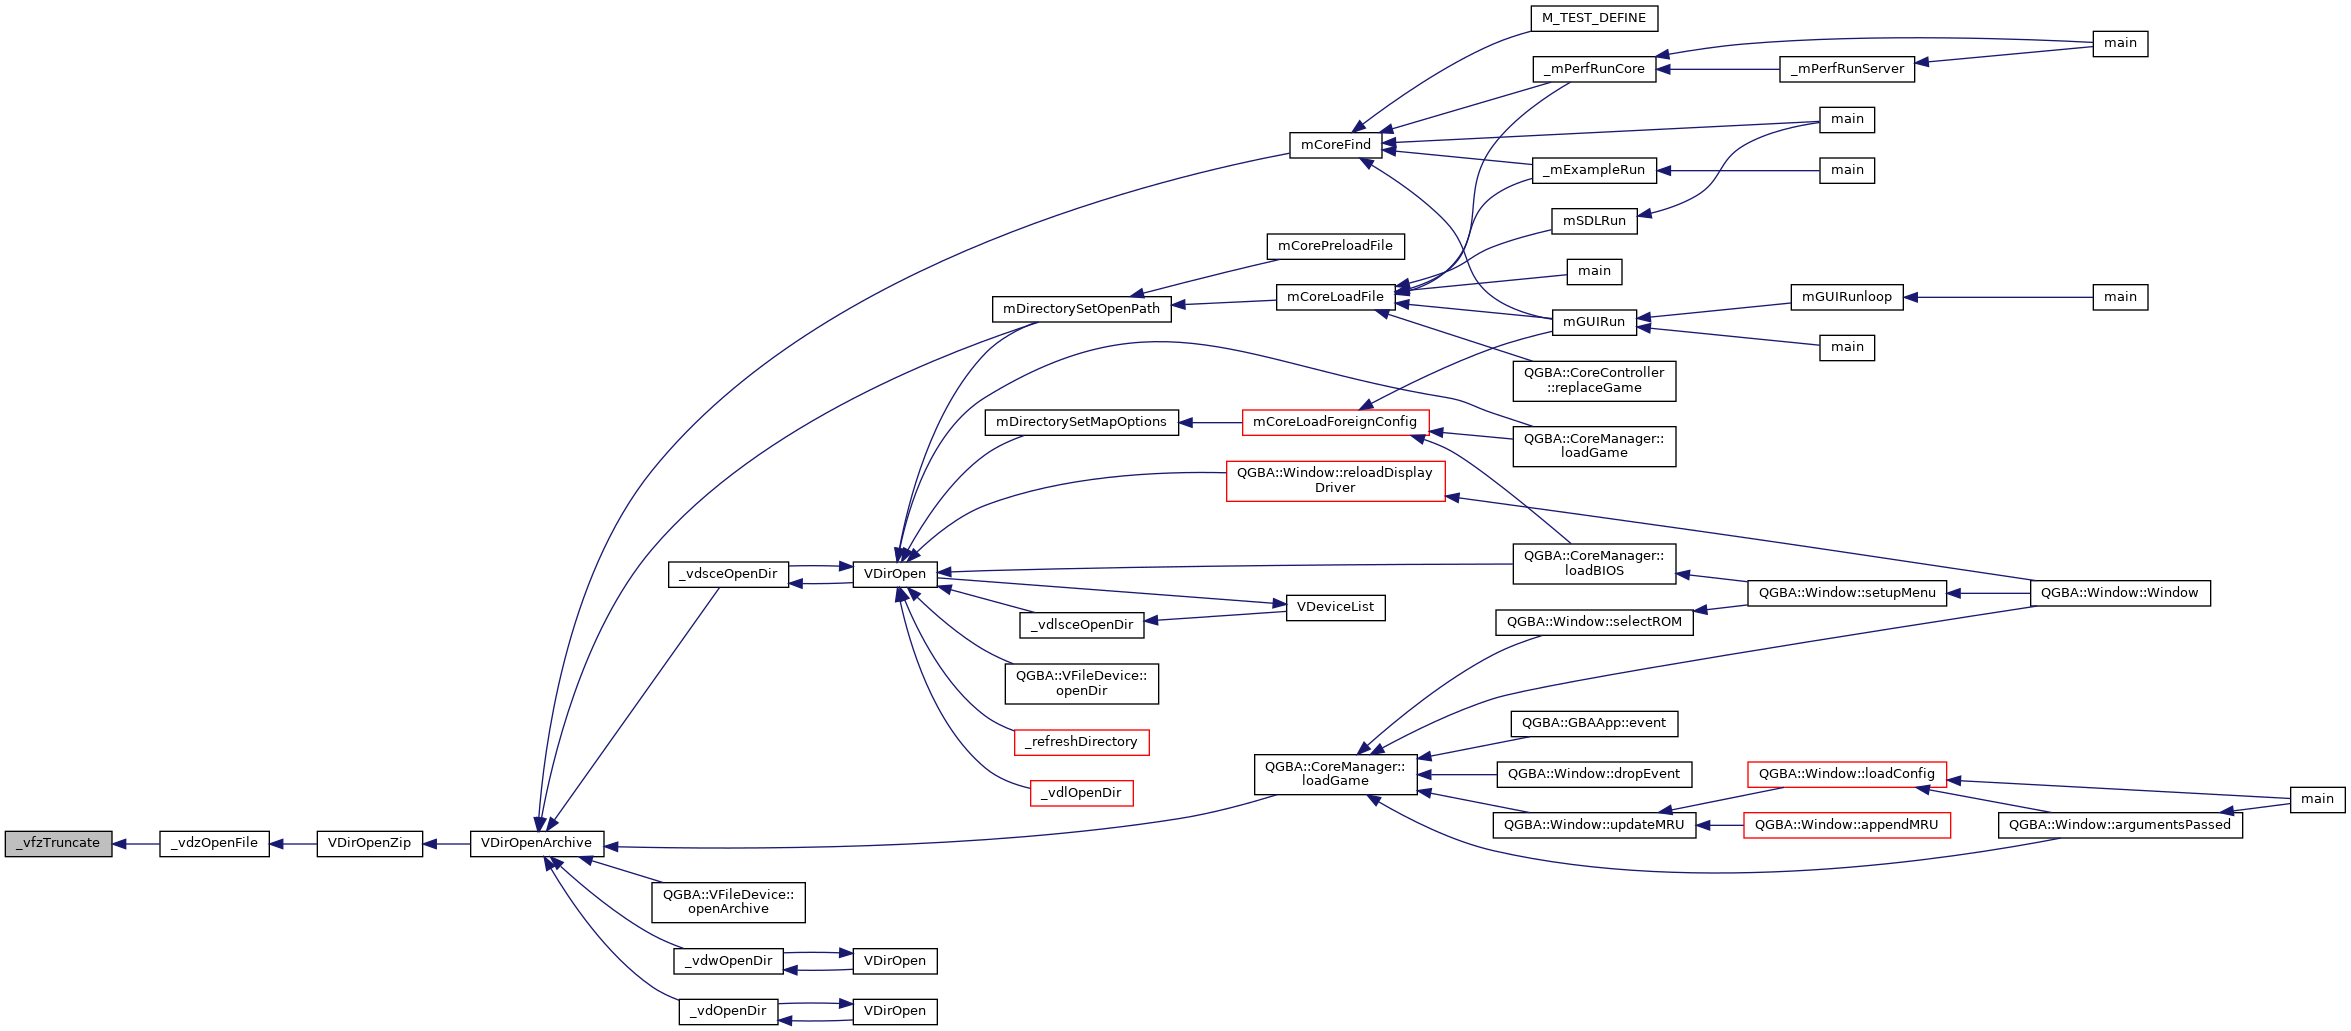 M_TEST_DEFINE
main
_mPerfRunCore
_mPerfRunServer
main
mCoreFind
_mExampleRun
main
mSDLRun
mCorePreloadFile
main
mCoreLoadFile
mGUIRunloop
main
mDirectorySetOpenPath
mGUIRun
main
QGBA::CoreController
::replaceGame
mDirectorySetMapOptions
mCoreLoadForeignConfig
QGBA::CoreManager::
loadGame
QGBA::Window::reloadDisplay
Driver
QGBA::CoreManager::
loadBIOS
_vdsceOpenDir
VDirOpen
QGBA::Window::setupMenu
QGBA::Window::Window
VDeviceList
_vdlsceOpenDir
QGBA::Window::selectROM
QGBA::VFileDevice::
openDir
QGBA::GBAApp::event
_refreshDirectory
QGBA::CoreManager::
loadGame
QGBA::Window::dropEvent
QGBA::Window::loadConfig
_vdlOpenDir
main
QGBA::Window::updateMRU
QGBA::Window::appendMRU
QGBA::Window::argumentsPassed
_vfzTruncate
_vdzOpenFile
VDirOpenZip
VDirOpenArchive
QGBA::VFileDevice::
openArchive
_vdwOpenDir
VDirOpen
_vdOpenDir
VDirOpen